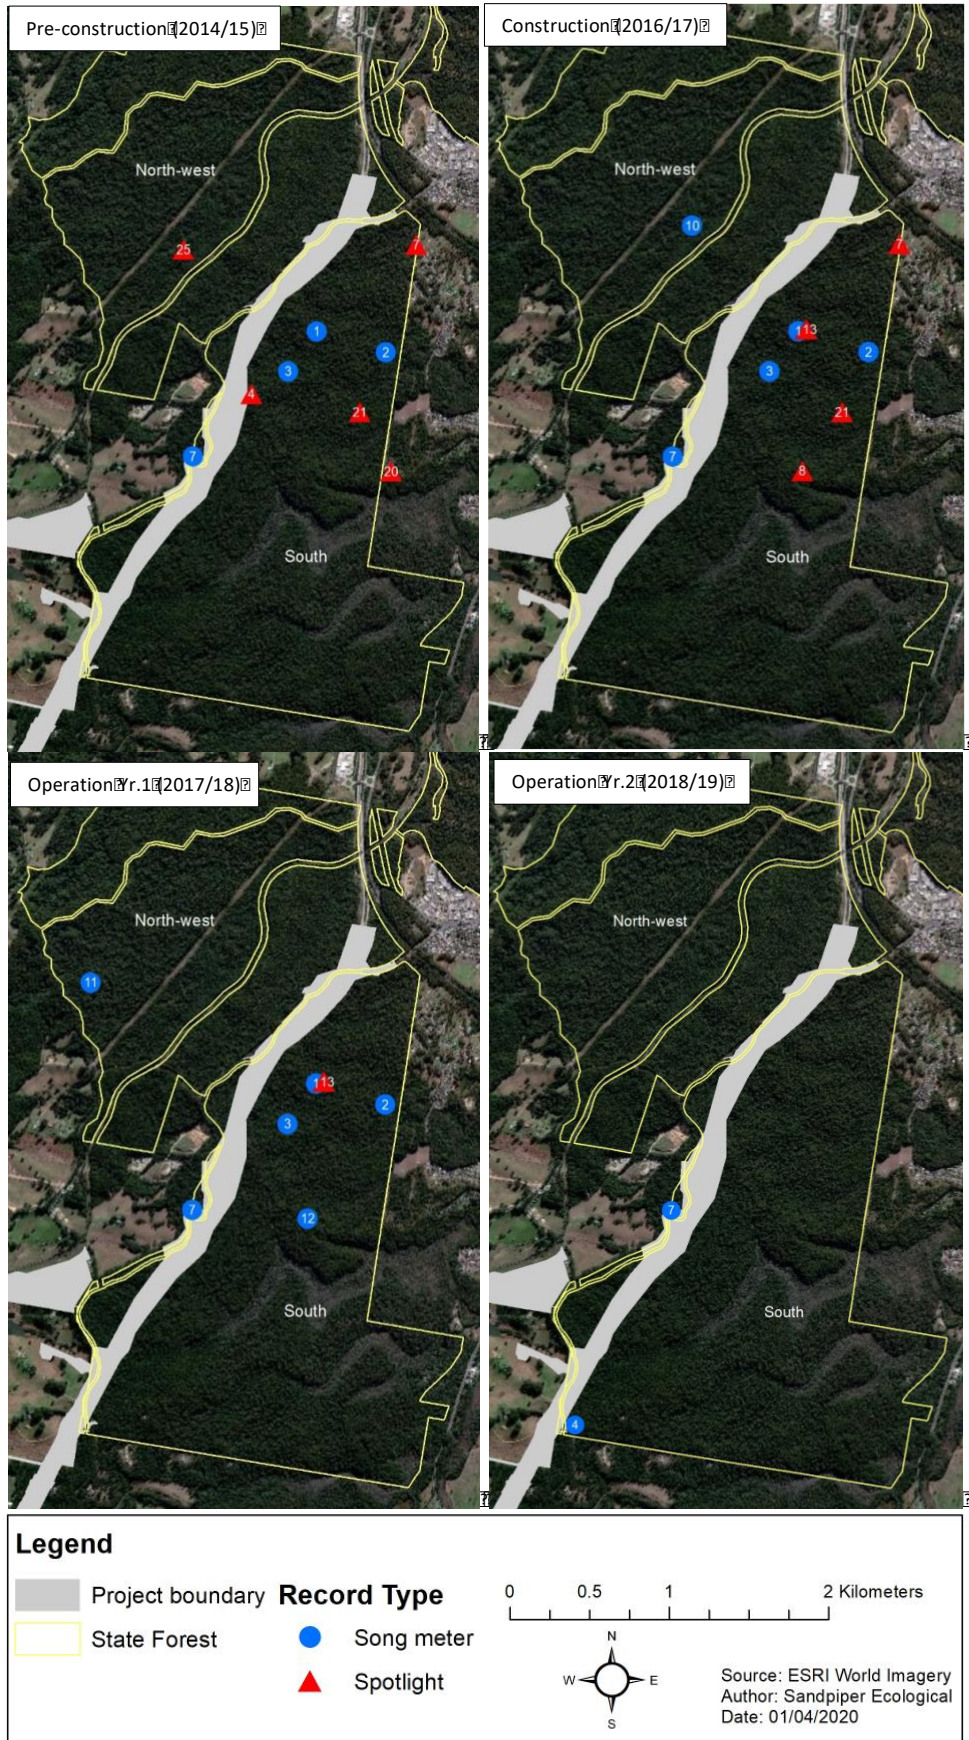 Pre-construction (2014/15)
Construction (2016/17)
North-west
25
7
1
2
3
4
21
20
7
South
North-west
10
7
1
13
2
3
21
7
8
South
Operation Yr.1 (2017/18)
Operation Yr.2 (2018/19)
North-west
11
1
13
2
3
7
12
South
North-west
7
South
4
Legend
Project boundary
State Forest
Record Type
Song meter
Spotlight
0 0.5 1 2 Kilometers
N
W E
S
Source: ESRI World Imagery
Author: Sandpiper Ecological
Date: 01/04/2020